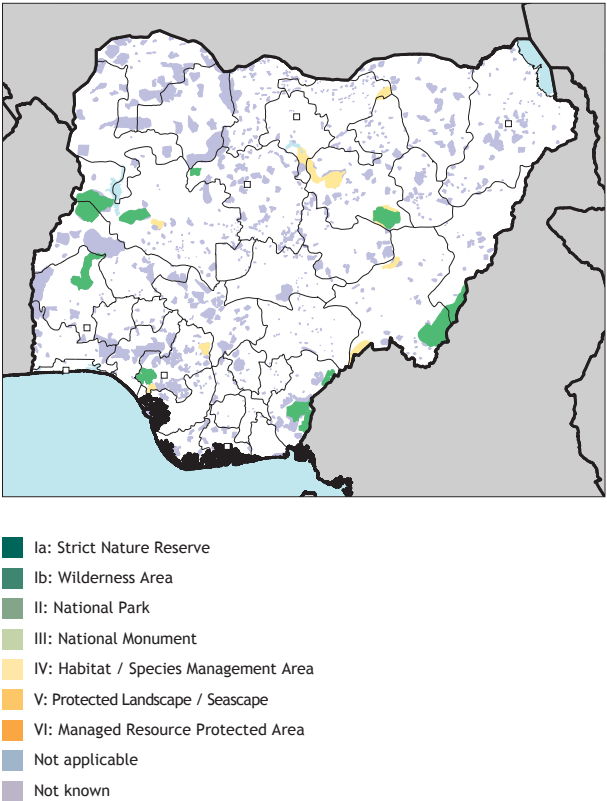 Ia: Strict Nature Reserve
Ib: Wilderness Area
II: National Park
III: National Monument
IV: Habitat / Species Management Area
V: Protected Landscape / Seascape
VI: Managed Resource Protected Area
Not applicable
Not known